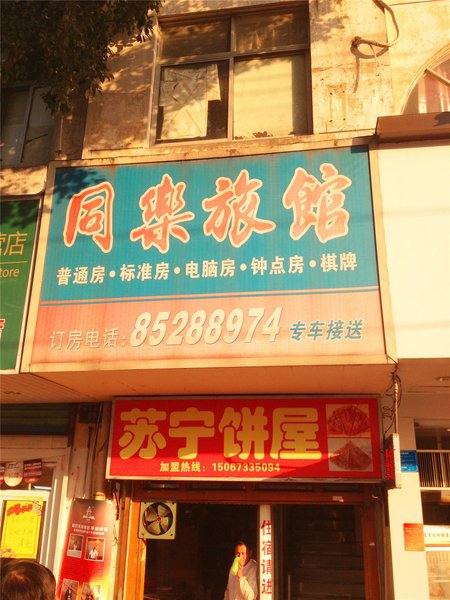 同樂旅館
普通房·标准房·电脑房·钟点房·棋牌
订房电话:85288974 专车接送
苏宁饼屋
加盟热线：15067335094
住宿请进
店
tore